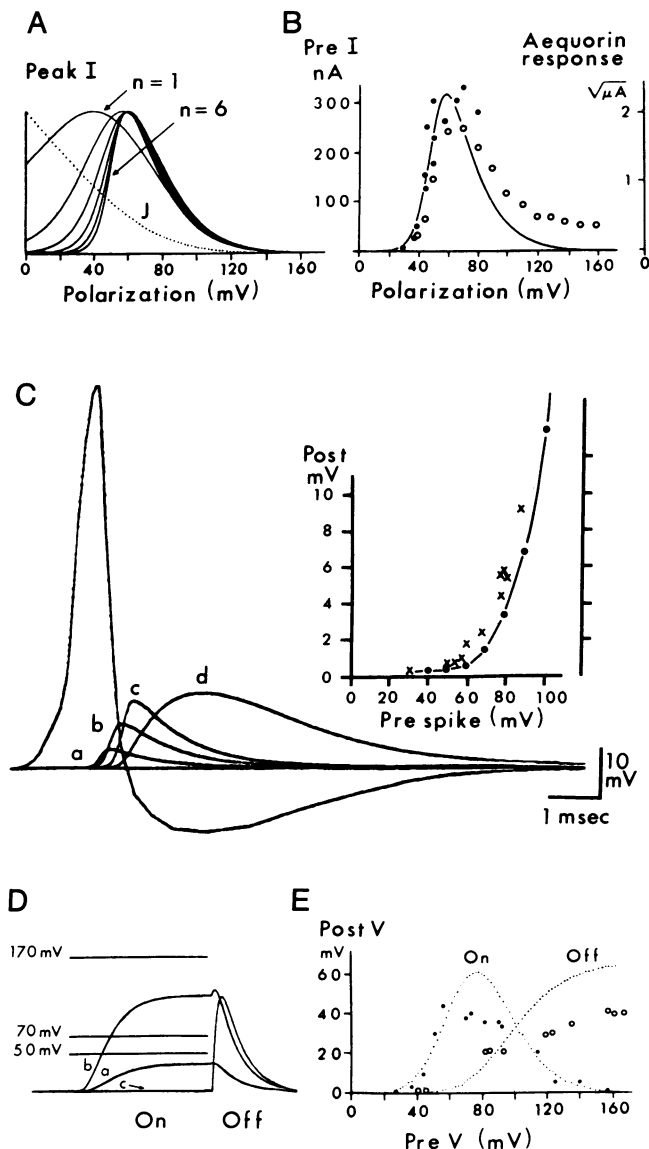 A
Peak I
n = 1
n = 6
J
0 40 80 120 160
Polarization (mV)
B
Pre I
nA
Aequorin
response
√μA
300
200
100
2
1
0
0 40 80 120 160
Polarization (mV)
C
a
b
c
d
10
mV
1 msec
Post
mV
10
8
6
4
2
0
0 20 40 60 80 100
Pre spike (mV)
D
170 mV
70 mV
50 mV
b a
c
On Off
E
Post V
mV
On
Off
60
40
20
0
0 40 80 120 160
Pre V (mV)